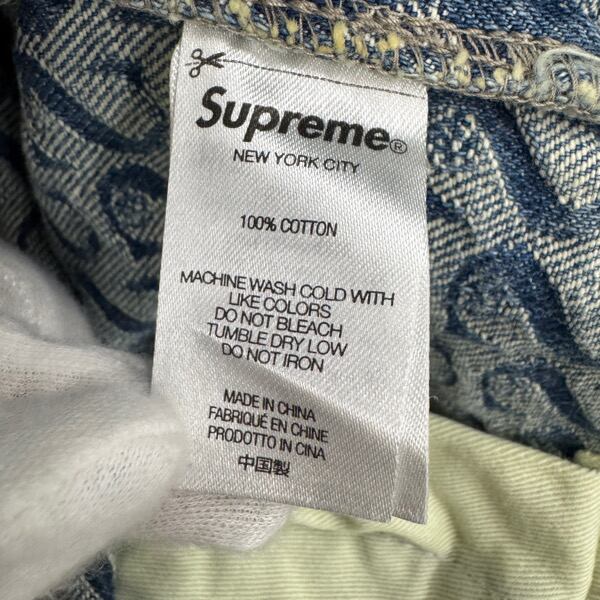 Supreme®
NEW YORK CITY
100% COTTON
MACHINE WASH COLD WITH
LIKE COLORS
DO NOT BLEACH
TUMBLE DRY LOW
DO NOT IRON
MADE IN CHINA
FABRIQUÉ EN CHINE
PRODOTTO IN CINA
中国製